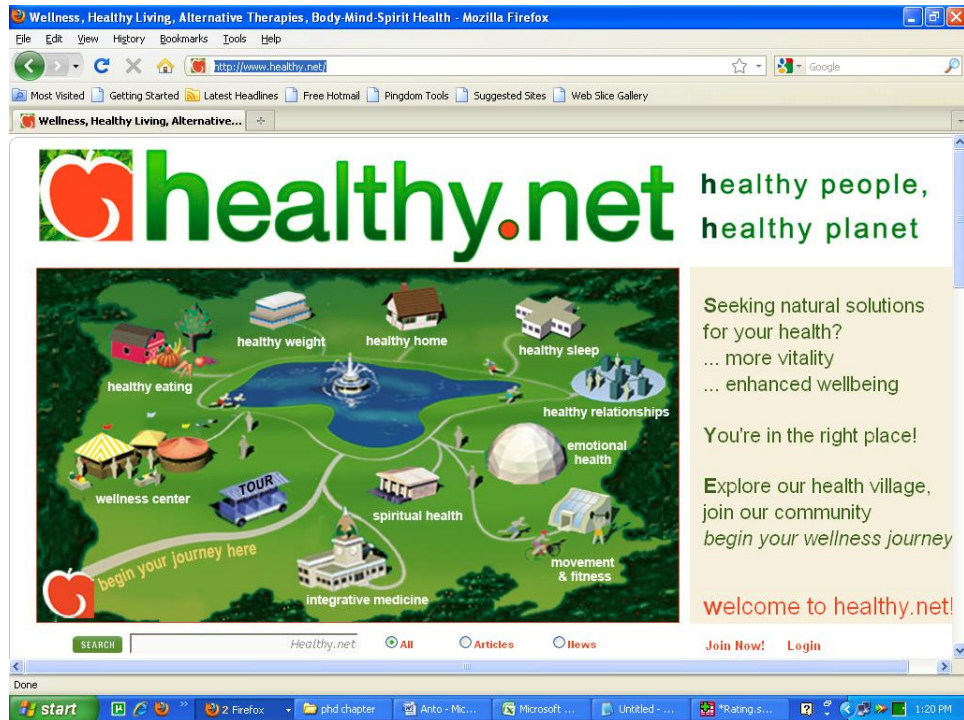 Wellness, Healthy Living, Alternative Therapies, Body-Mind-Spirit Health - Mozilla Firefox
File Edit View History Bookmarks Tools Help
http://www.healthy.net/
Google
Most Visited Getting Started Latest Headlines Free Hotmail Pingdom Tools Suggested Sites Web Slice Gallery
Wellness, Healthy Living, Alternative...
healthy.net
healthy people,
healthy planet
healthy weight
healthy home
healthy sleep
healthy eating
healthy relationships
emotional
health
wellness center
TOUR
spiritual health
begin your journey here
movement
& fitness
integrative medicine
Seeking natural solutions
for your health?
... more vitality
... enhanced wellbeing
You're in the right place!
Explore our health village,
join our community
begin your wellness journey
welcome to healthy.net!
SEARCH Healthy.net All Articles News
Join Now! Login
Done
start 2 Firefox phd chapter Anto - Mic... Microsoft ... Untitled - ... *Rating.s... 1:20 PM